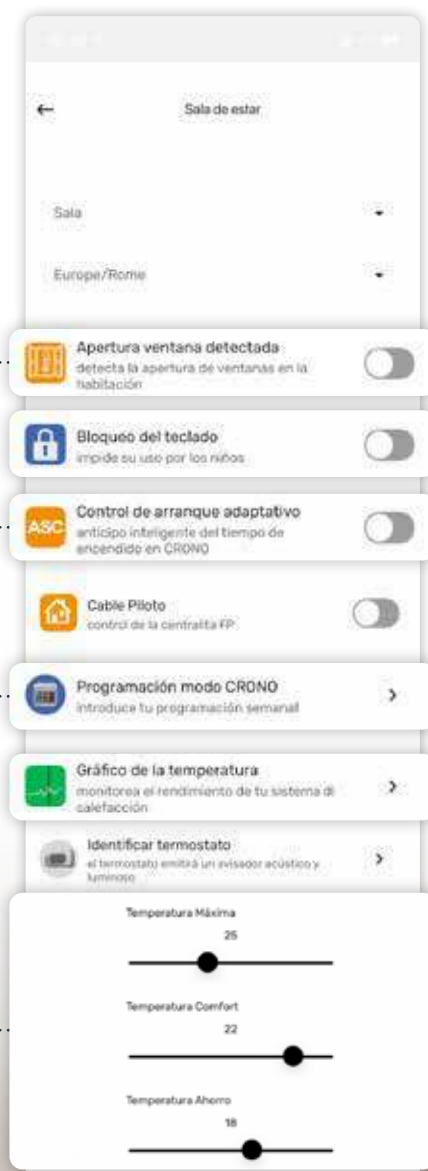 Sala de estar
Sala
Europe/Rome
Apertura ventana detectada
detecta la apertura de ventanas en la
habitación
Bloqueo del teclado
impide su uso por los niños
ASC
Control de arranque adaptativo
anticipo inteligente del tiempo de
encendido en CRONO
Cable Piloto
control de la centralita FP
Programación modo CRONO
introduce tu programación semanal
Gráfico de la temperatura
monitorea el rendimiento de tu sistema di
calefacción
Identificar termostato
el termostato emitirá un avisador acústico y
luminoso
Temperatura Máxima
25
Temperatura Comfort
22
Temperatura Ahorro
18